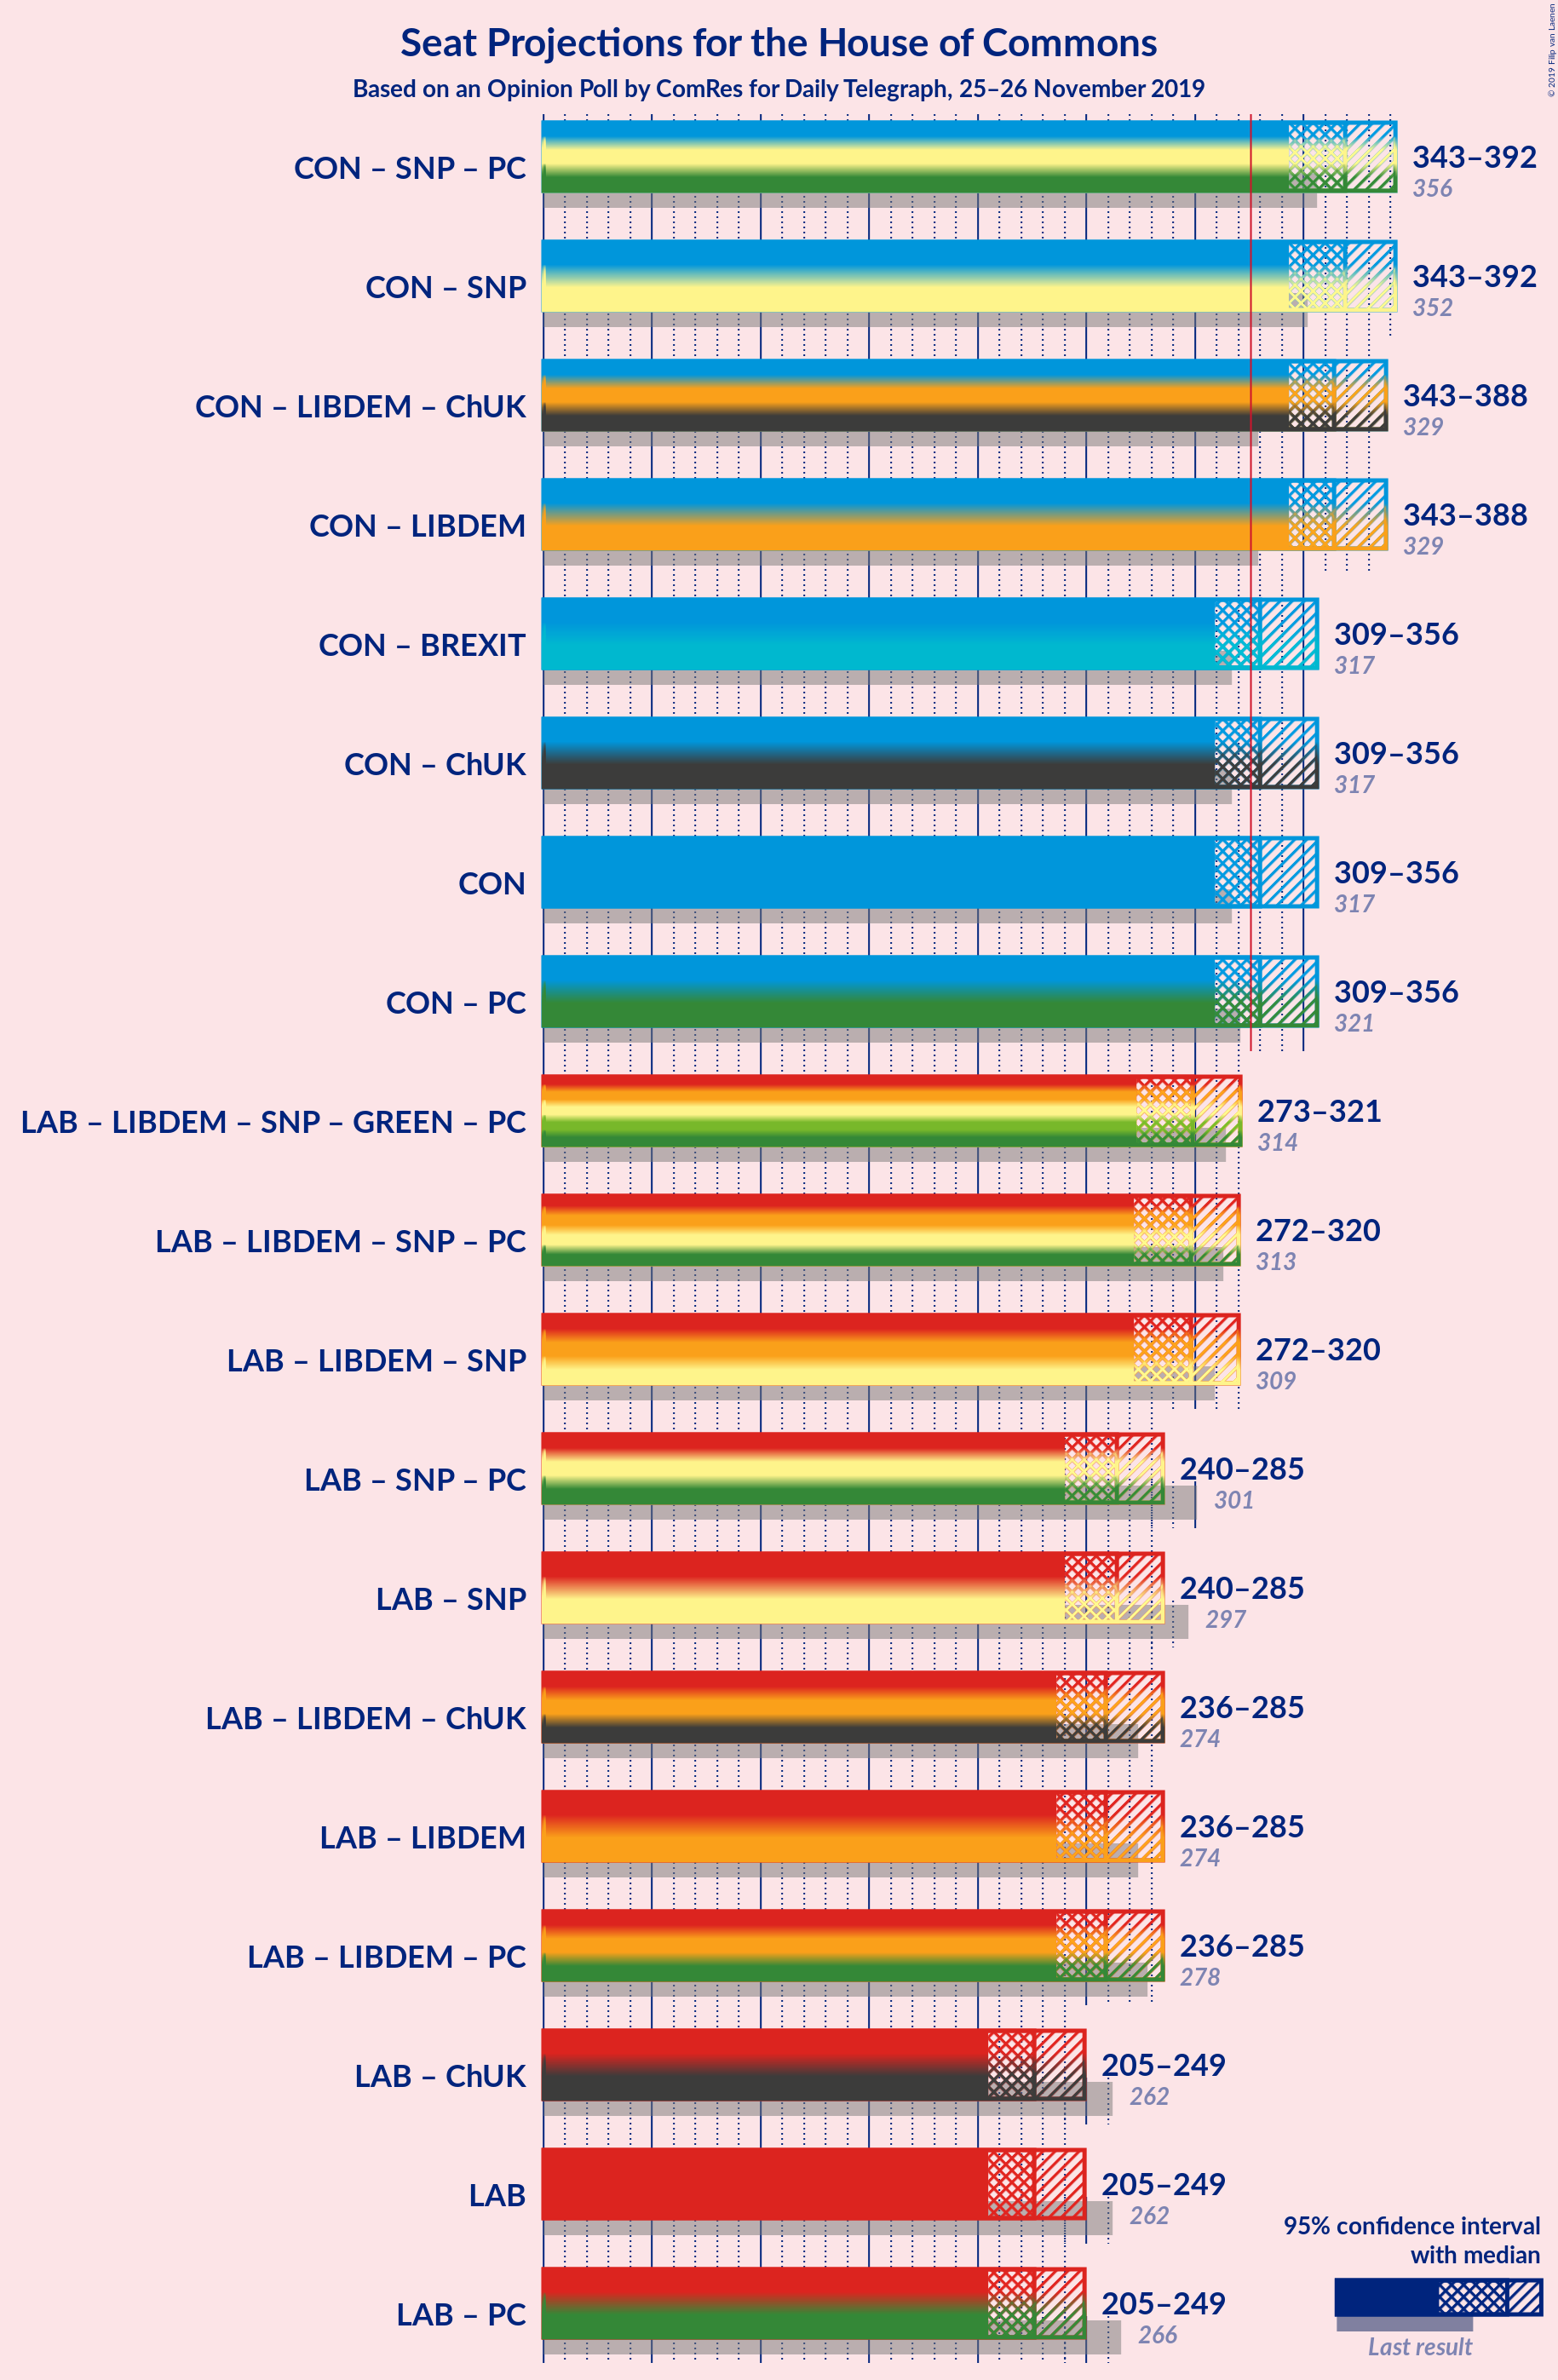 Seat Projections for the House of Commons
Based on an Opinion Poll by ComRes for Daily Telegraph, 25–26 November 2019
© 2019 Filip van Laenen
CON – SNP – PC
343–392
356
CON – SNP
343–392
352
CON – LIBDEM – ChUK
343–388
329
CON – LIBDEM
343–388
329
CON – BREXIT
309–356
317
CON – ChUK
309–356
317
CON
309–356
317
CON – PC
309–356
321
LAB – LIBDEM – SNP – GREEN – PC
273–321
314
LAB – LIBDEM – SNP – PC
272–320
313
LAB – LIBDEM – SNP
272–320
309
LAB – SNP – PC
240–285
301
LAB – SNP
240–285
297
LAB – LIBDEM – ChUK
236–285
274
LAB – LIBDEM
236–285
274
LAB – LIBDEM – PC
236–285
278
LAB – ChUK
205–249
262
LAB
205–249
262
LAB – PC
205–249
266
95% confidence interval
with median
Last result